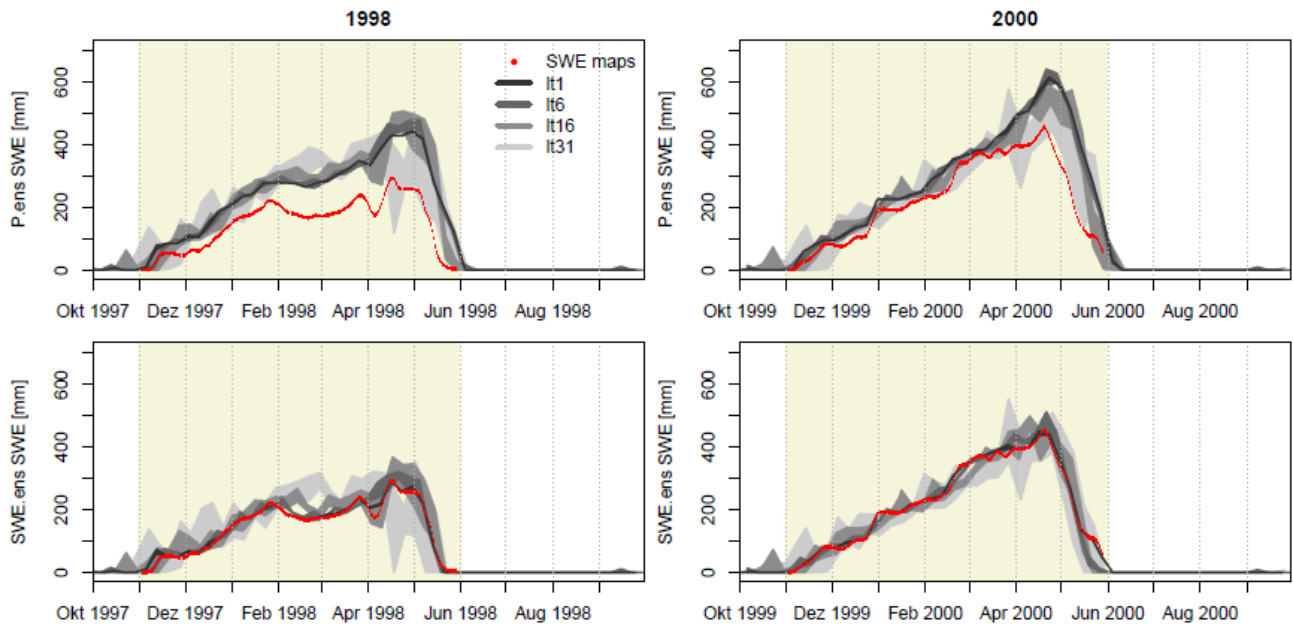 1998
P.ens SWE [mm]
0 200 400 600
SWE maps
lt1
lt6
lt16
lt31
Okt 1997 Dez 1997 Feb 1998 Apr 1998 Jun 1998 Aug 1998
2000
P.ens SWE [mm]
0 200 400 600
Okt 1999 Dez 1999 Feb 2000 Apr 2000 Jun 2000 Aug 2000
SWE.ens SWE [mm]
0 200 400 600
Okt 1997 Dez 1997 Feb 1998 Apr 1998 Jun 1998 Aug 1998
SWE.ens SWE [mm]
0 200 400 600
Okt 1999 Dez 1999 Feb 2000 Apr 2000 Jun 2000 Aug 2000